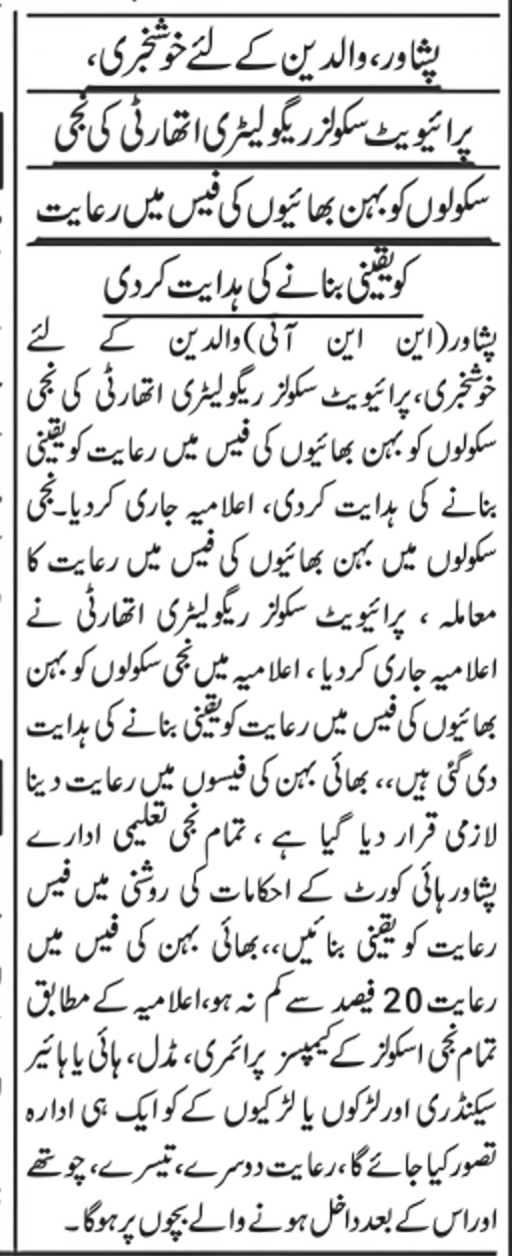 پشاور، والدین کے لئے خوشخبری،
پرائیویٹ سکولز ریگولیٹری اتھارٹی کی نجی
سکولوں کو بہن بھائیوں کی فیس میں رعایت
کو یقینی بنانے کی ہدایت کردی
پشاور(این این آئی)والدین کے لئے
خوشخبری،پرائیویٹ سکولز ریگولیٹری اتھارٹی کی نجی
سکولوں کو بہن بھائیوں کی فیس میں رعایت کو یقینی
بنانے کی ہدایت کردی، اعلامیہ جاری کردیا۔نجی
سکولوں میں بہن بھائیوں کی فیس میں رعایت کا
معاملہ ، پرائیویٹ سکولز ریگولیٹری اتھارٹی نے
اعلامیہ جاری کردیا ، اعلامیہ میں نجی سکولوں کو بہن
بھائیوں کی فیس میں رعایت کو یقینی بنانے کی ہدایت
دی گئی ہیں،، بھائی بہن کی فیسوں میں رعایت دینا
لازمی قرار دیا گیا ہے ، تمام نجی تعلیمی ادارے
پشاور ہائی کورٹ کے احکامات کی روشنی میں فیس
رعایت کو یقینی بنائیں،،بھائی بہن کی فیس میں
رعایت 20 فیصد سے کم نہ ہو،اعلامیہ کے مطابق
تمام نجی اسکولز کے کیمپسز پرائمری، مڈل، ہائی یا ہائیر
سیکنڈری اور لڑکوں یا لڑکیوں کے کو ایک ہی ادارہ
تصور کیا جائے گا ،رعایت دوسرے، تیسرے، چوتھے
اور اس کے بعد داخل ہونے والے بچوں پر ہوگا۔